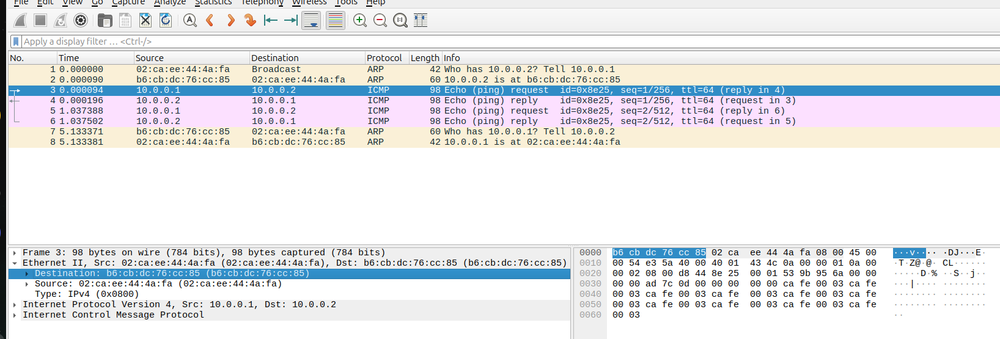 File Edit View Go Capture Analyze Statistics Telephony Wireless Tools Help
Apply a display filter … <Ctrl-/>
No. Time Source Destination Protocol Length Info
1 0.000000 02:ca:ee:44:4a:fa Broadcast ARP 42 Who has 10.0.0.2? Tell 10.0.0.1
2 0.000090 b6:cb:dc:76:cc:85 02:ca:ee:44:4a:fa ARP 60 10.0.0.2 is at b6:cb:dc:76:cc:85
3 0.000094 10.0.0.1 10.0.0.2 ICMP 98 Echo (ping) request id=0x8e25, seq=1/256, ttl=64 (reply in 4)
4 0.000196 10.0.0.2 10.0.0.1 ICMP 98 Echo (ping) reply id=0x8e25, seq=1/256, ttl=64 (request in 3)
5 1.037388 10.0.0.1 10.0.0.2 ICMP 98 Echo (ping) request id=0x8e25, seq=2/512, ttl=64 (reply in 6)
6 1.037502 10.0.0.2 10.0.0.1 ICMP 98 Echo (ping) reply id=0x8e25, seq=2/512, ttl=64 (request in 5)
7 5.133371 b6:cb:dc:76:cc:85 02:ca:ee:44:4a:fa ARP 60 Who has 10.0.0.1? Tell 10.0.0.2
8 5.133381 02:ca:ee:44:4a:fa b6:cb:dc:76:cc:85 ARP 42 10.0.0.1 is at 02:ca:ee:44:4a:fa
Frame 3: 98 bytes on wire (784 bits), 98 bytes captured (784 bits)
Ethernet II, Src: 02:ca:ee:44:4a:fa (02:ca:ee:44:4a:fa), Dst: b6:cb:dc:76:cc:85 (b6:cb:dc:76:cc:85)
Destination: b6:cb:dc:76:cc:85 (b6:cb:dc:76:cc:85)
Source: 02:ca:ee:44:4a:fa (02:ca:ee:44:4a:fa)
Type: IPv4 (0x0800)
Internet Protocol Version 4, Src: 10.0.0.1, Dst: 10.0.0.2
Internet Control Message Protocol
0000 b6 cb dc 76 cc 85 02 ca ee 44 4a fa 08 00 45 00 ···v···· ·DJ···E·
0010 00 54 e3 5a 40 00 40 01 43 4c 0a 00 00 01 0a 00 ·T·Z@·@· CL······
0020 00 02 08 00 d8 44 8e 25 00 01 53 9b 95 6a 00 00 ·····D·% ··S··j··
0030 00 00 ad 7c 0d 00 00 00 00 00 ca fe 00 03 ca fe ···|···· ········
0040 00 03 ca fe 00 03 ca fe 00 03 ca fe 00 03 ca fe ········ ········
0050 00 03 ca fe 00 03 ca fe 00 03 ca fe 00 03 ca fe ········ ········
0060 00 03 ··